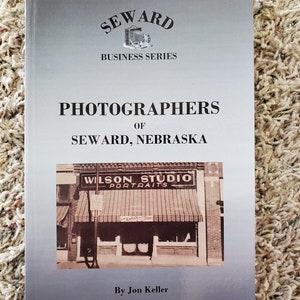 SEWARD
BUSINESS SERIES
PHOTOGRAPHERS
OF
SEWARD, NEBRASKA
WILSON STUDIO
PORTRAITS
By Jon Keller